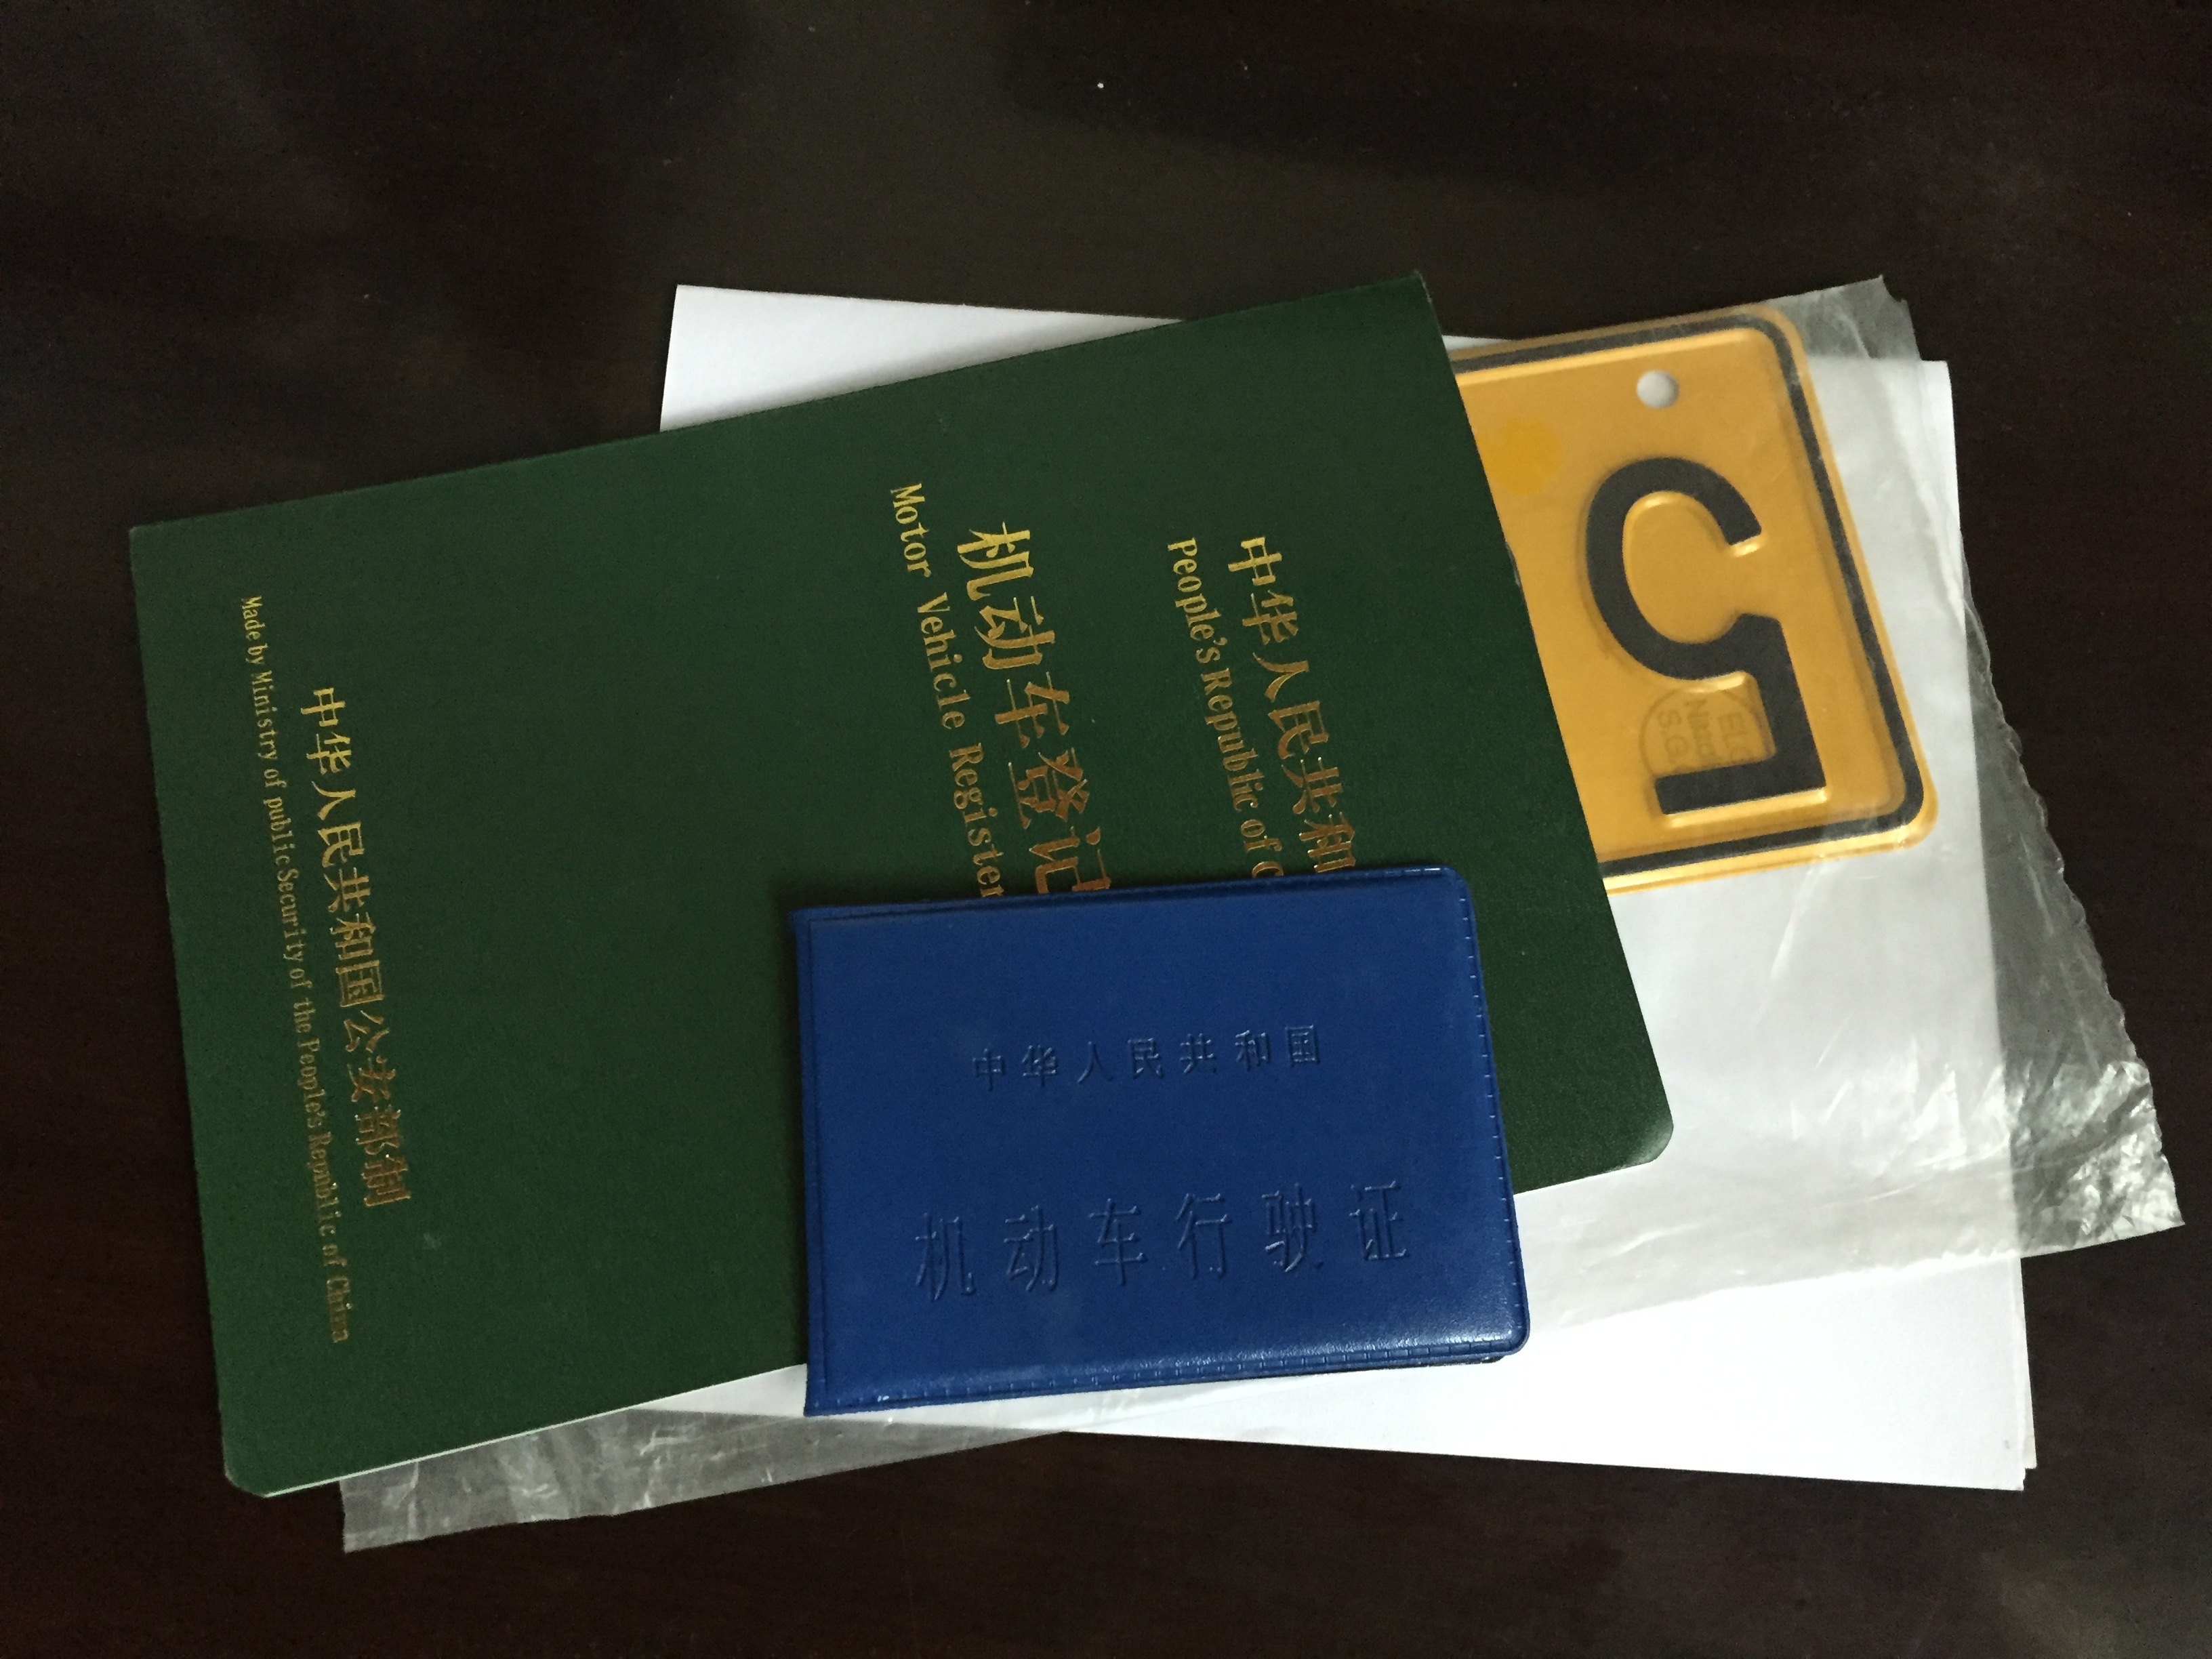 中华人民共和
People's Republic of C
机动车登记
Motor Vehicle Register
中华人民共和国公安部制
Made by Ministry of public Security of the People's Republic of China
中华人民共和国
机动车行驶证
5